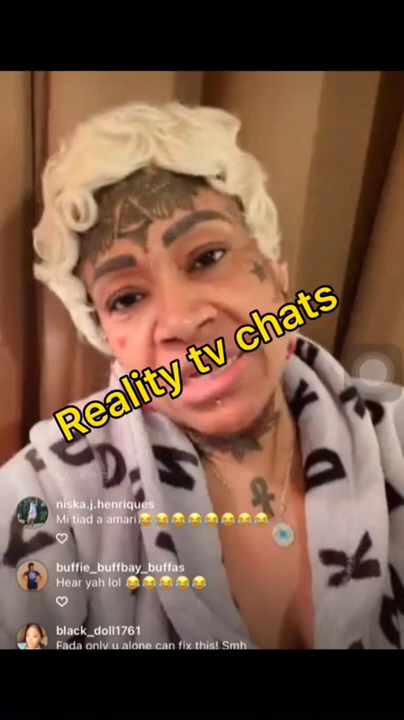 Reality tv chats
niska.j.henriques
Mi tiad a amari😂😂😂😂😂😂😂😂
buffie_buffbay_buffas
Hear yah lol 😂😂😂😂😂
black_doll1761
Fada only u alone can fix this! Smh